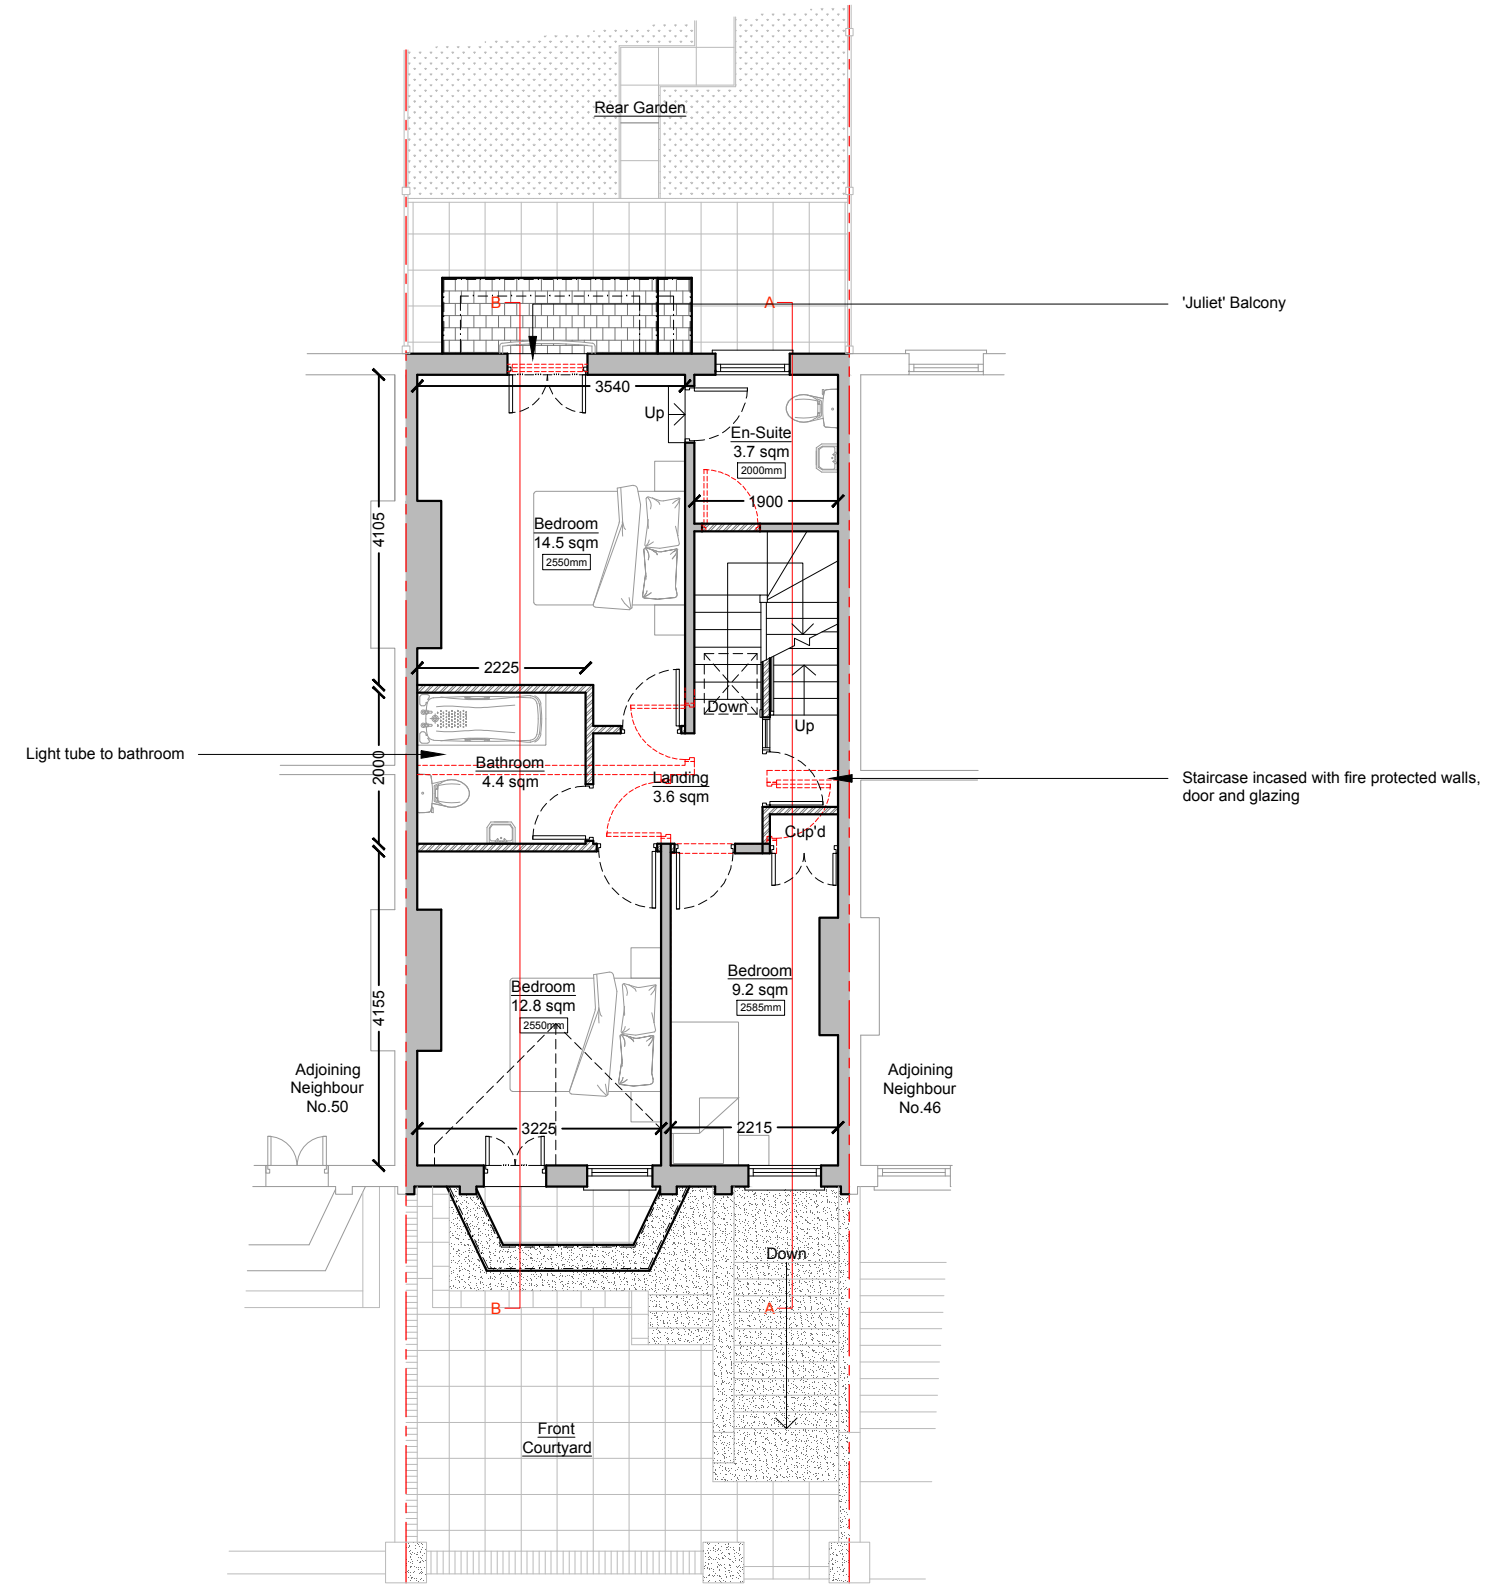 Rear Garden
B
A
'Juliet' Balcony
3540
Up
En-Suite
3.7 sqm
2000mm
1900
4105
Bedroom
14.5 sqm
2550mm
2225
Down
Up
Light tube to bathroom
2000
Bathroom
4.4 sqm
Landing
3.6 sqm
Staircase incased with fire protected walls,
door and glazing
Cup'd
4155
Bedroom
12.8 sqm
2550mm
Bedroom
9.2 sqm
2585mm
Adjoining
Neighbour
No.50
Adjoining
Neighbour
No.46
3225
2215
Down
B
A
Front
Courtyard